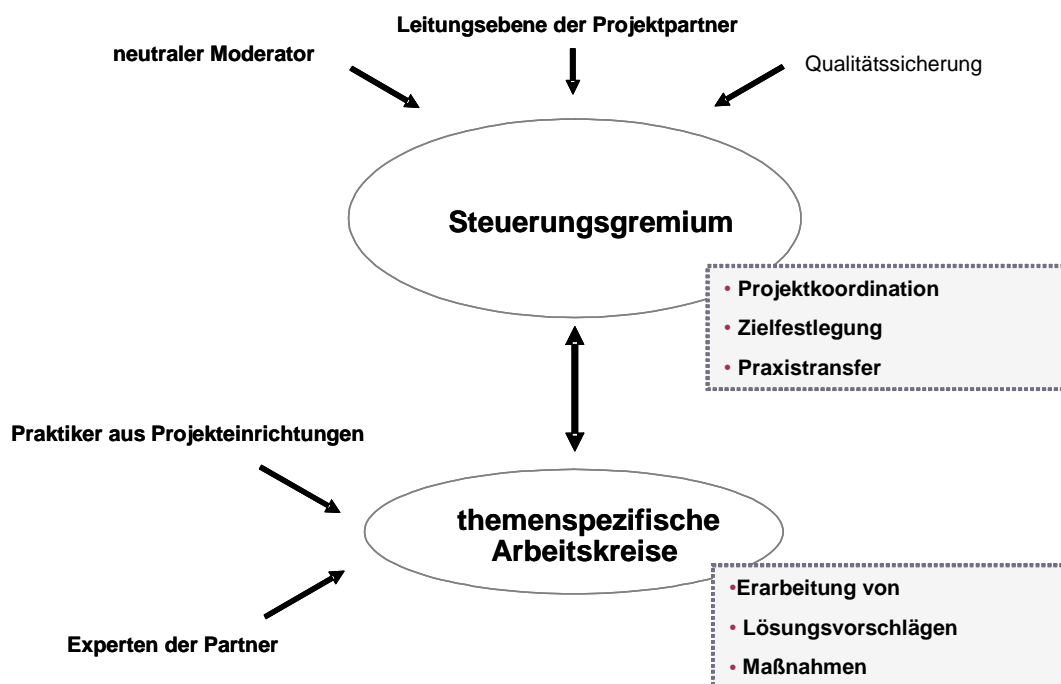 Leitungsebene der Projektpartner
neutraler Moderator
Qualitätssicherung
Steuerungsgremium
• Projektkoordination
• Zielfestlegung
• Praxistransfer
Praktiker aus Projekteinrichtungen
themenspezifische
Arbeitskreise
•Erarbeitung von
• Lösungsvorschlägen
• Maßnahmen
Experten der Partner